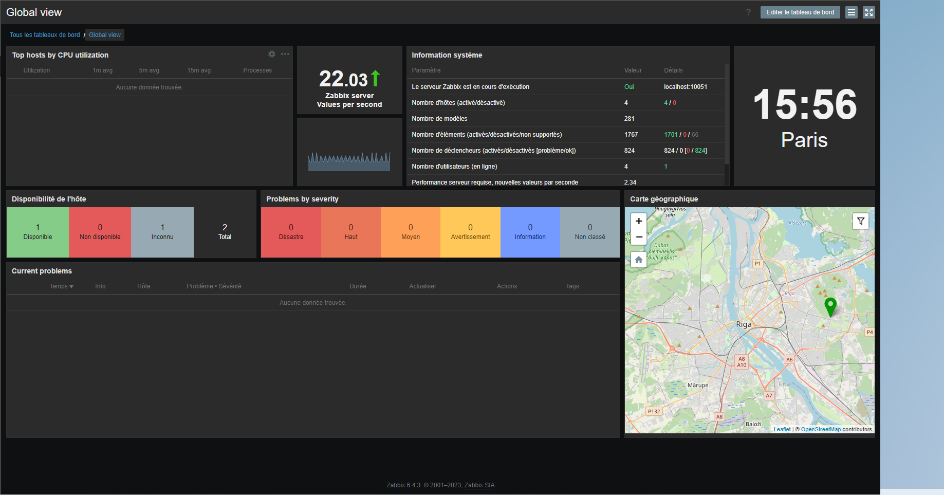 Global view
? Editer le tableau de bord
Tous les tableaux de bord / Global view
Top hosts by CPU utilization
Utilization 1m avg 5m avg 15m avg Processes
Aucune donnée trouvée.
22.03
Zabbix server
Values per second
Information système
Paramètre Valeur Détails
Le serveur Zabbix est en cours d'exécution Oui localhost:10051
Nombre d'hôtes (activé/désactivé) 4 4 / 0
Nombre de modèles 281
Nombre d'éléments (activés/désactivés/non supportés) 1767 1701 / 0 / 66
Nombre de déclencheurs (activés/désactivés [problème/ok]) 824 824 / 0 [0 / 824]
Nombre d'utilisateurs (en ligne) 4 1
Performance serveur requise, nouvelles valeurs par seconde 2.34
15:56
Paris
Disponibilité de l'hôte
1 Disponible
0 Non disponible
1 Inconnu
2 Total
Problems by severity
0 Désastre
0 Haut
0 Moyen
0 Avertissement
0 Information
0 Non classé
Current problems
Temps Info Hôte Problème • Sévérité Durée Actualiser Actions Tags
Aucune donnée trouvée.
Carte géographique
+
−
P1
P4
Riga
A8
A10
A6
Mārupe
A7
P132
A8
Baloži
Leaflet | © OpenStreetMap contributors
Zabbix 6.4.3. © 2001–2023, Zabbix SIA